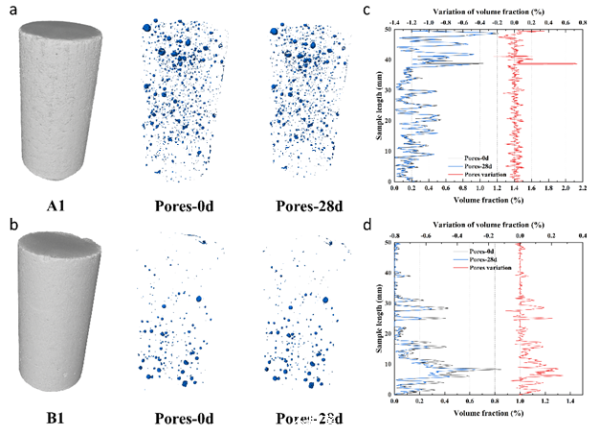 a
A1
Pores-0d
Pores-28d
b
B1
Pores-0d
Pores-28d
c
Variation of volume fraction (%)
-1.4 -1.2 -1.0 -0.8 -0.6 -0.4 -0.2 0.0 0.2 0.4 0.6 0.8
Sample length (mm)
50
40
30
20
10
0
Pores-0d
Pores-28d
Pores variation
0.0 0.2 0.4 0.6 0.8 1.0 1.2 1.4 1.6 1.8 2.0 2.2
Volume fraction (%)
d
Variation of volume fraction (%)
-0.8 -0.6 -0.4 -0.2 0.0 0.2 0.4
Sample length (mm)
50
40
30
20
10
0
Pores-0d
Pores-28d
Pores variation
0.0 0.2 0.4 0.6 0.8 1.0 1.2 1.4
Volume fraction (%)